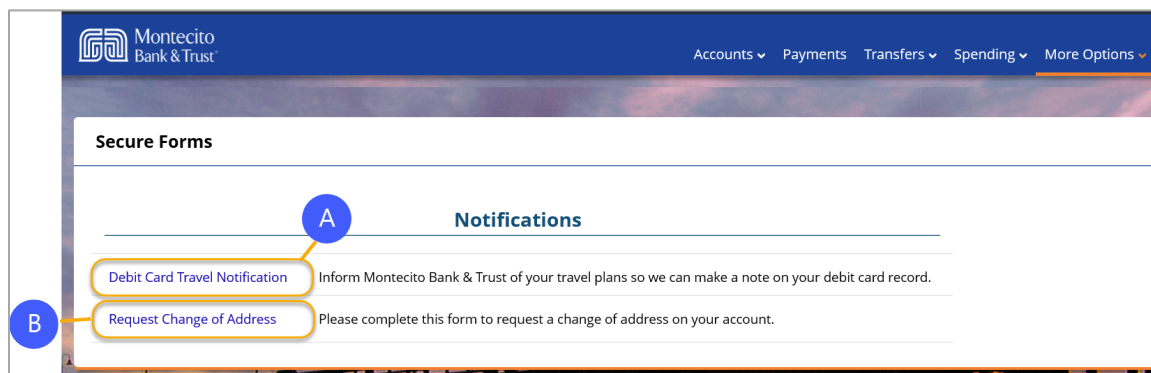 Montecito
Bank & Trust
Accounts Payments Transfers Spending More Options
Secure Forms
A
Notifications
Debit Card Travel Notification Inform Montecito Bank & Trust of your travel plans so we can make a note on your debit card record.
B
Request Change of Address Please complete this form to request a change of address on your account.